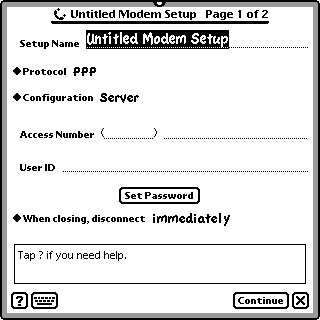 Untitled Modem Setup Page 1 of 2
Setup Name Untitled Modem Setup
◆Protocol PPP
◆Configuration Server
Access Number ( )
User ID
Set Password
◆When closing, disconnect immediately
Tap ? if you need help.
? Continue X